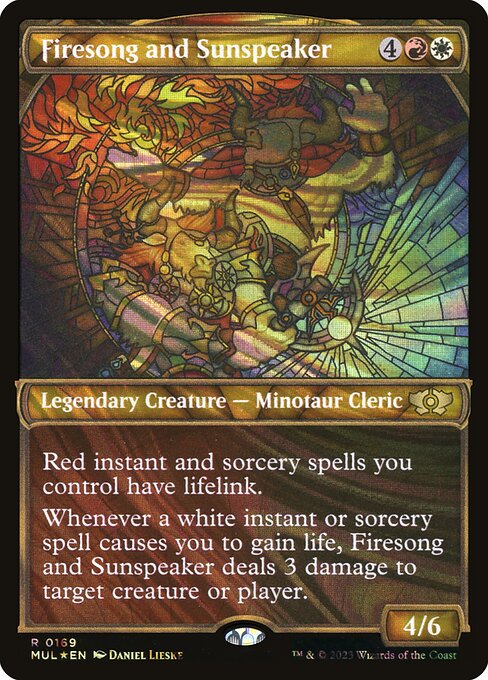 Firesong and Sunspeaker 4
Legendary Creature — Minotaur Cleric
Red instant and sorcery spells you
control have lifelink.
Whenever a white instant or sorcery
spell causes you to gain life, Firesong
and Sunspeaker deals 3 damage to
target creature or player.
4/6
R 0169
MUL★EN DANIEL LIESKE
™ & © 2023 Wizards of the Coast